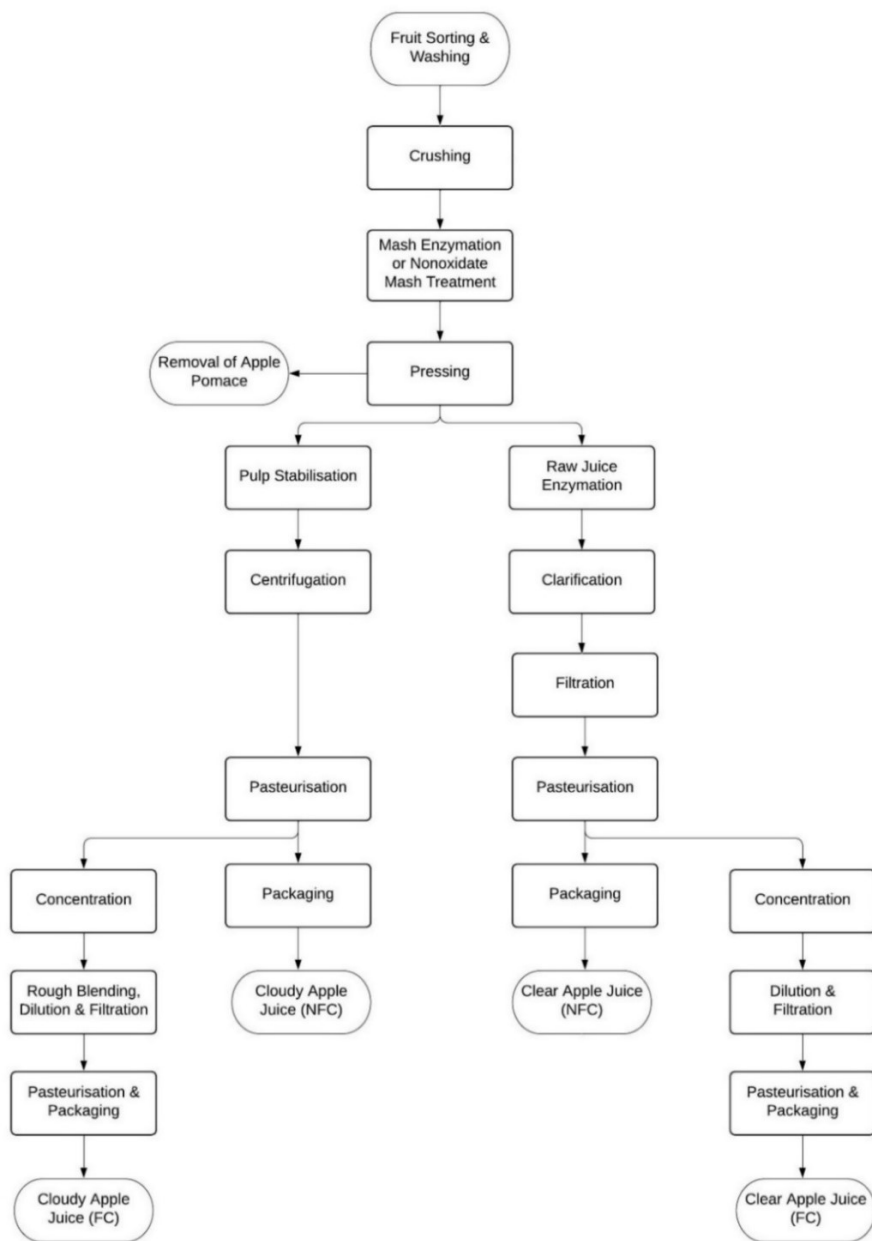 Fruit Sorting &
Washing
Crushing
Mash Enzymation
or Nonoxidate
Mash Treatment
Removal of Apple
Pomace
Pressing
Pulp Stabilisation
Raw Juice
Enzymation
Centrifugation
Clarification
Filtration
Pasteurisation
Pasteurisation
Concentration
Packaging
Packaging
Concentration
Rough Blending,
Dilution & Filtration
Cloudy Apple
Juice (NFC)
Clear Apple Juice
(NFC)
Dilution &
Filtration
Pasteurisation &
Packaging
Pasteurisation &
Packaging
Cloudy Apple
Juice (FC)
Clear Apple Juice
(FC)